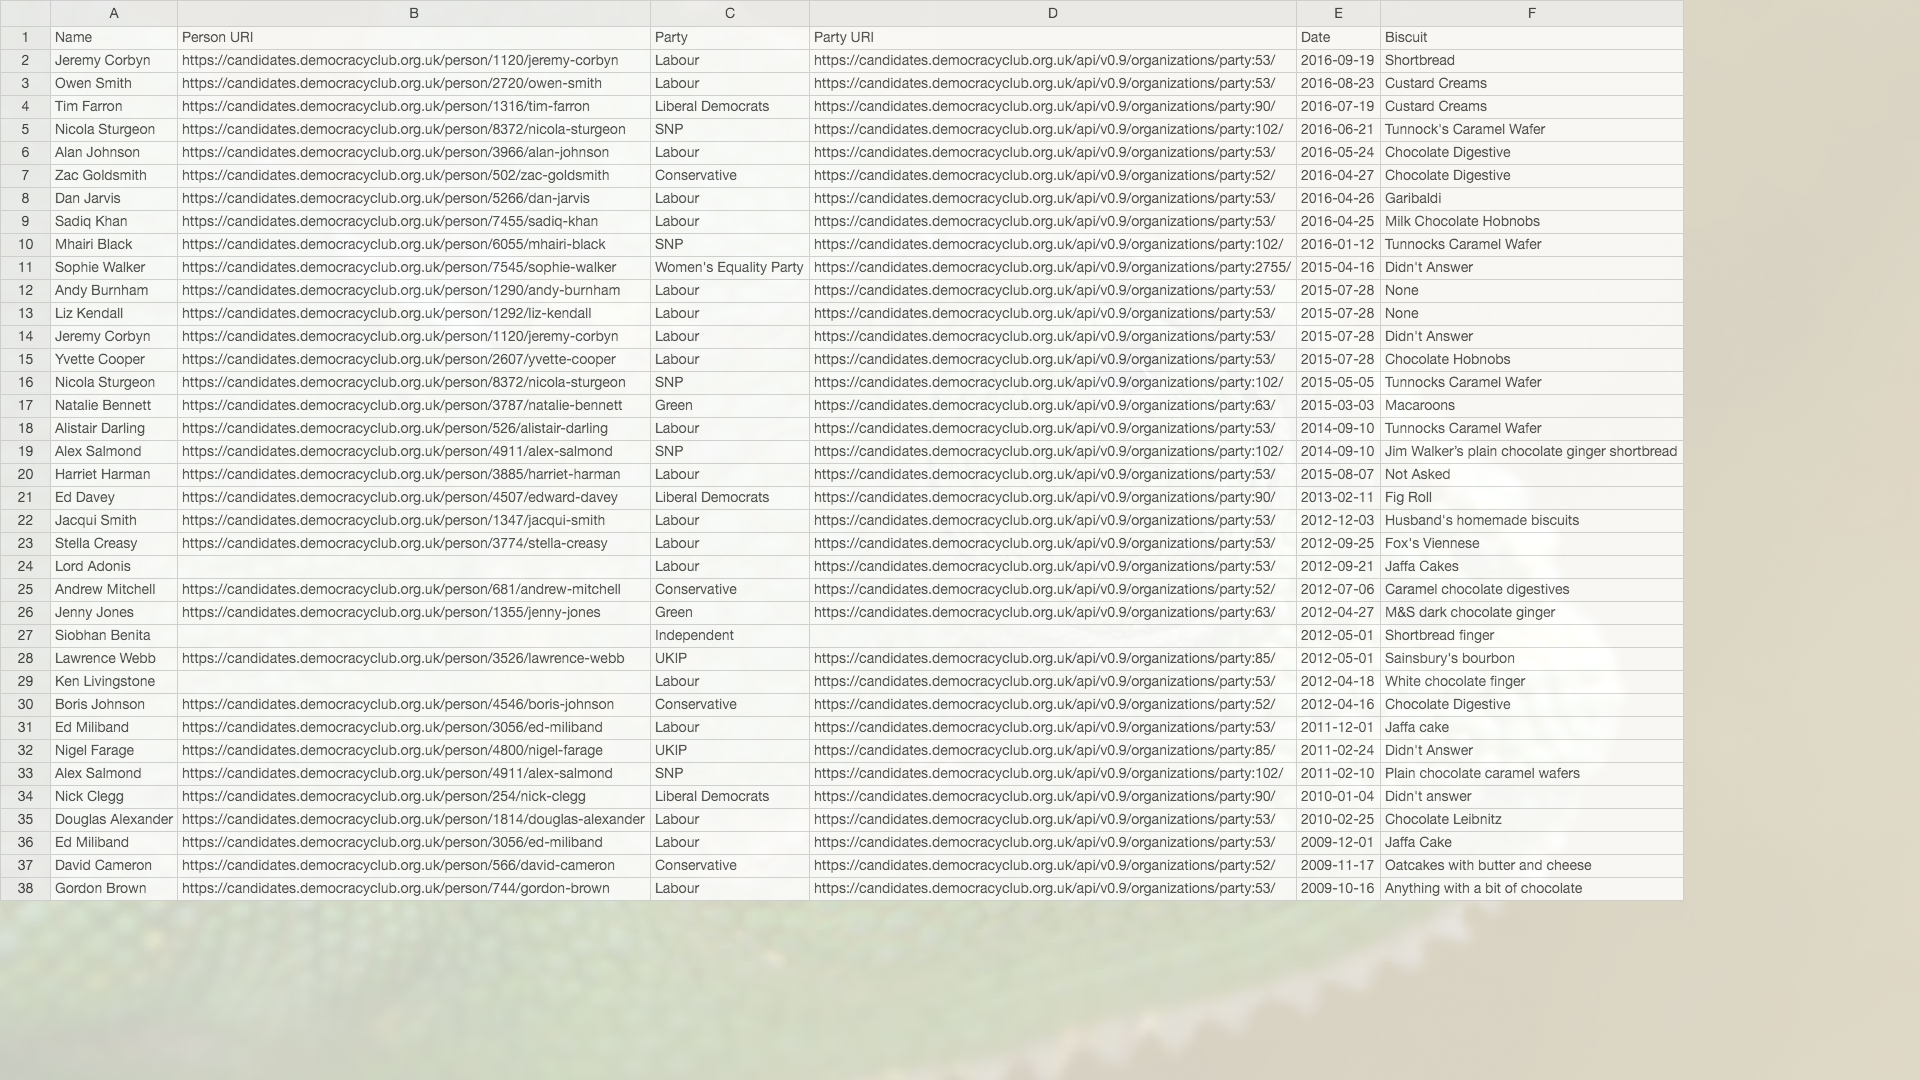 A B C D E F
1 Name Person URI Party Party URI Date Biscuit
2 Jeremy Corbyn https://candidates.democracyclub.org.uk/person/1120/jeremy-corbyn Labour https://candidates.democracyclub.org.uk/api/v0.9/organizations/party:53/ 2016-09-19 Shortbread
3 Owen Smith https://candidates.democracyclub.org.uk/person/2720/owen-smith Labour https://candidates.democracyclub.org.uk/api/v0.9/organizations/party:53/ 2016-08-23 Custard Creams
4 Tim Farron https://candidates.democracyclub.org.uk/person/1316/tim-farron Liberal Democrats https://candidates.democracyclub.org.uk/api/v0.9/organizations/party:90/ 2016-07-19 Custard Creams
5 Nicola Sturgeon https://candidates.democracyclub.org.uk/person/8372/nicola-sturgeon SNP https://candidates.democracyclub.org.uk/api/v0.9/organizations/party:102/ 2016-06-21 Tunnock's Caramel Wafer
6 Alan Johnson https://candidates.democracyclub.org.uk/person/3966/alan-johnson Labour https://candidates.democracyclub.org.uk/api/v0.9/organizations/party:53/ 2016-05-24 Chocolate Digestive
7 Zac Goldsmith https://candidates.democracyclub.org.uk/person/502/zac-goldsmith Conservative https://candidates.democracyclub.org.uk/api/v0.9/organizations/party:52/ 2016-04-27 Chocolate Digestive
8 Dan Jarvis https://candidates.democracyclub.org.uk/person/5266/dan-jarvis Labour https://candidates.democracyclub.org.uk/api/v0.9/organizations/party:53/ 2016-04-26 Garibaldi
9 Sadiq Khan https://candidates.democracyclub.org.uk/person/7455/sadiq-khan Labour https://candidates.democracyclub.org.uk/api/v0.9/organizations/party:53/ 2016-04-25 Milk Chocolate Hobnobs
10 Mhairi Black https://candidates.democracyclub.org.uk/person/6055/mhairi-black SNP https://candidates.democracyclub.org.uk/api/v0.9/organizations/party:102/ 2016-01-12 Tunnocks Caramel Wafer
11 Sophie Walker https://candidates.democracyclub.org.uk/person/7545/sophie-walker Women's Equality Party https://candidates.democracyclub.org.uk/api/v0.9/organizations/party:2755/ 2015-04-16 Didn't Answer
12 Andy Burnham https://candidates.democracyclub.org.uk/person/1290/andy-burnham Labour https://candidates.democracyclub.org.uk/api/v0.9/organizations/party:53/ 2015-07-28 None
13 Liz Kendall https://candidates.democracyclub.org.uk/person/1292/liz-kendall Labour https://candidates.democracyclub.org.uk/api/v0.9/organizations/party:53/ 2015-07-28 None
14 Jeremy Corbyn https://candidates.democracyclub.org.uk/person/1120/jeremy-corbyn Labour https://candidates.democracyclub.org.uk/api/v0.9/organizations/party:53/ 2015-07-28 Didn't Answer
15 Yvette Cooper https://candidates.democracyclub.org.uk/person/2607/yvette-cooper Labour https://candidates.democracyclub.org.uk/api/v0.9/organizations/party:53/ 2015-07-28 Chocolate Hobnobs
16 Nicola Sturgeon https://candidates.democracyclub.org.uk/person/8372/nicola-sturgeon SNP https://candidates.democracyclub.org.uk/api/v0.9/organizations/party:102/ 2015-05-05 Tunnocks Caramel Wafer
17 Natalie Bennett https://candidates.democracyclub.org.uk/person/3787/natalie-bennett Green https://candidates.democracyclub.org.uk/api/v0.9/organizations/party:63/ 2015-03-03 Macaroons
18 Alistair Darling https://candidates.democracyclub.org.uk/person/526/alistair-darling Labour https://candidates.democracyclub.org.uk/api/v0.9/organizations/party:53/ 2014-09-10 Tunnocks Caramel Wafer
19 Alex Salmond https://candidates.democracyclub.org.uk/person/4911/alex-salmond SNP https://candidates.democracyclub.org.uk/api/v0.9/organizations/party:102/ 2014-09-10 Jim Walker's plain chocolate ginger shortbread
20 Harriet Harman https://candidates.democracyclub.org.uk/person/3885/harriet-harman Labour https://candidates.democracyclub.org.uk/api/v0.9/organizations/party:53/ 2015-08-07 Not Asked
21 Ed Davey https://candidates.democracyclub.org.uk/person/4507/edward-davey Liberal Democrats https://candidates.democracyclub.org.uk/api/v0.9/organizations/party:90/ 2013-02-11 Fig Roll
22 Jacqui Smith https://candidates.democracyclub.org.uk/person/1347/jacqui-smith Labour https://candidates.democracyclub.org.uk/api/v0.9/organizations/party:53/ 2012-12-03 Husband's homemade biscuits
23 Stella Creasy https://candidates.democracyclub.org.uk/person/3774/stella-creasy Labour https://candidates.democracyclub.org.uk/api/v0.9/organizations/party:53/ 2012-09-25 Fox's Viennese
24 Lord Adonis Labour https://candidates.democracyclub.org.uk/api/v0.9/organizations/party:53/ 2012-09-21 Jaffa Cakes
25 Andrew Mitchell https://candidates.democracyclub.org.uk/person/681/andrew-mitchell Conservative https://candidates.democracyclub.org.uk/api/v0.9/organizations/party:52/ 2012-07-06 Caramel chocolate digestives
26 Jenny Jones https://candidates.democracyclub.org.uk/person/1355/jenny-jones Green https://candidates.democracyclub.org.uk/api/v0.9/organizations/party:63/ 2012-04-27 M&S dark chocolate ginger
27 Siobhan Benita Independent 2012-05-01 Shortbread finger
28 Lawrence Webb https://candidates.democracyclub.org.uk/person/3526/lawrence-webb UKIP https://candidates.democracyclub.org.uk/api/v0.9/organizations/party:85/ 2012-05-01 Sainsbury's bourbon
29 Ken Livingstone Labour https://candidates.democracyclub.org.uk/api/v0.9/organizations/party:53/ 2012-04-18 White chocolate finger
30 Boris Johnson https://candidates.democracyclub.org.uk/person/4546/boris-johnson Conservative https://candidates.democracyclub.org.uk/api/v0.9/organizations/party:52/ 2012-04-16 Chocolate Digestive
31 Ed Miliband https://candidates.democracyclub.org.uk/person/3056/ed-miliband Labour https://candidates.democracyclub.org.uk/api/v0.9/organizations/party:53/ 2011-12-01 Jaffa cake
32 Nigel Farage https://candidates.democracyclub.org.uk/person/4800/nigel-farage UKIP https://candidates.democracyclub.org.uk/api/v0.9/organizations/party:85/ 2011-02-24 Didn't Answer
33 Alex Salmond https://candidates.democracyclub.org.uk/person/4911/alex-salmond SNP https://candidates.democracyclub.org.uk/api/v0.9/organizations/party:102/ 2011-02-10 Plain chocolate caramel wafers
34 Nick Clegg https://candidates.democracyclub.org.uk/person/254/nick-clegg Liberal Democrats https://candidates.democracyclub.org.uk/api/v0.9/organizations/party:90/ 2010-01-04 Didn't answer
35 Douglas Alexander https://candidates.democracyclub.org.uk/person/1814/douglas-alexander Labour https://candidates.democracyclub.org.uk/api/v0.9/organizations/party:53/ 2010-02-25 Chocolate Leibnitz
36 Ed Miliband https://candidates.democracyclub.org.uk/person/3056/ed-miliband Labour https://candidates.democracyclub.org.uk/api/v0.9/organizations/party:53/ 2009-12-01 Jaffa Cake
37 David Cameron https://candidates.democracyclub.org.uk/person/566/david-cameron Conservative https://candidates.democracyclub.org.uk/api/v0.9/organizations/party:52/ 2009-11-17 Oatcakes with butter and cheese
38 Gordon Brown https://candidates.democracyclub.org.uk/person/744/gordon-brown Labour https://candidates.democracyclub.org.uk/api/v0.9/organizations/party:53/ 2009-10-16 Anything with a bit of chocolate